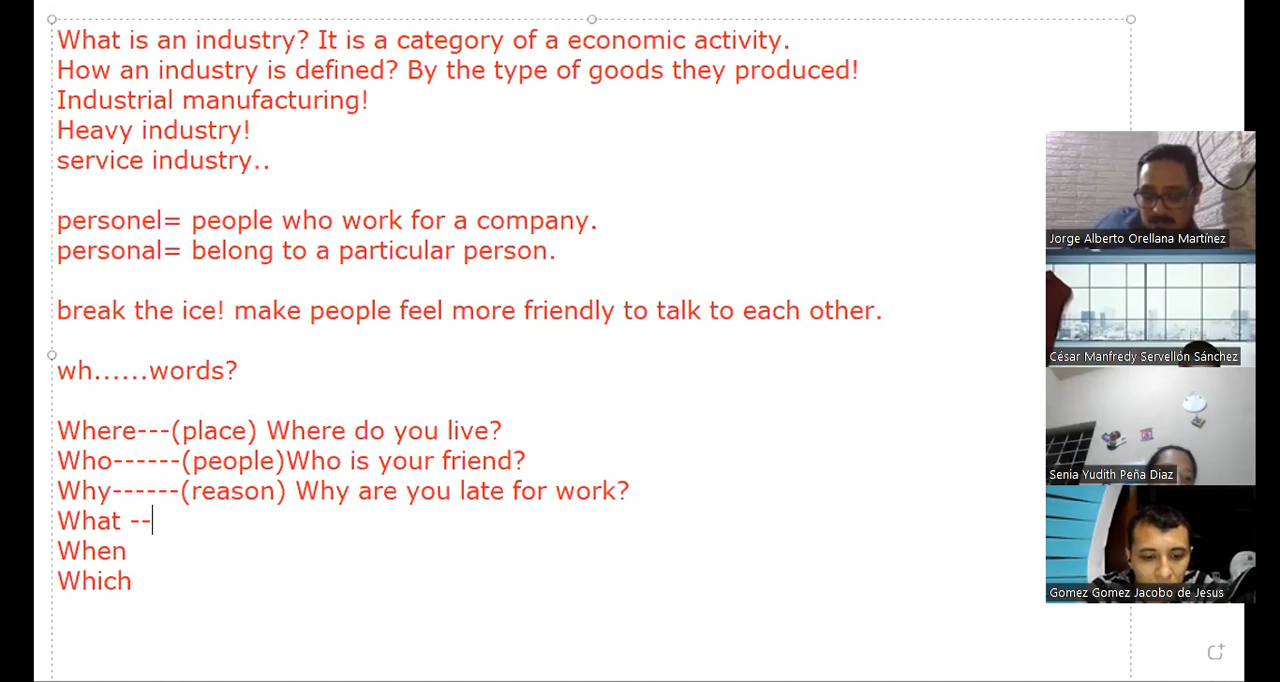 What is an industry? It is a category of a economic activity.
How an industry is defined? By the type of goods they produced!
Industrial manufacturing!
Heavy industry!
service industry..
personel= people who work for a company.
personal= belong to a particular person.
break the ice! make people feel more friendly to talk to each other.
wh......words?
Where---(place) Where do you live?
Who------(people)Who is your friend?
Why------(reason) Why are you late for work?
What --
When
Which
Jorge Alberto Orellana Martínez
César Manfredy Servellón Sánchez
Senia Yudith Peña Diaz
Gomez Gomez Jacobo de Jesus